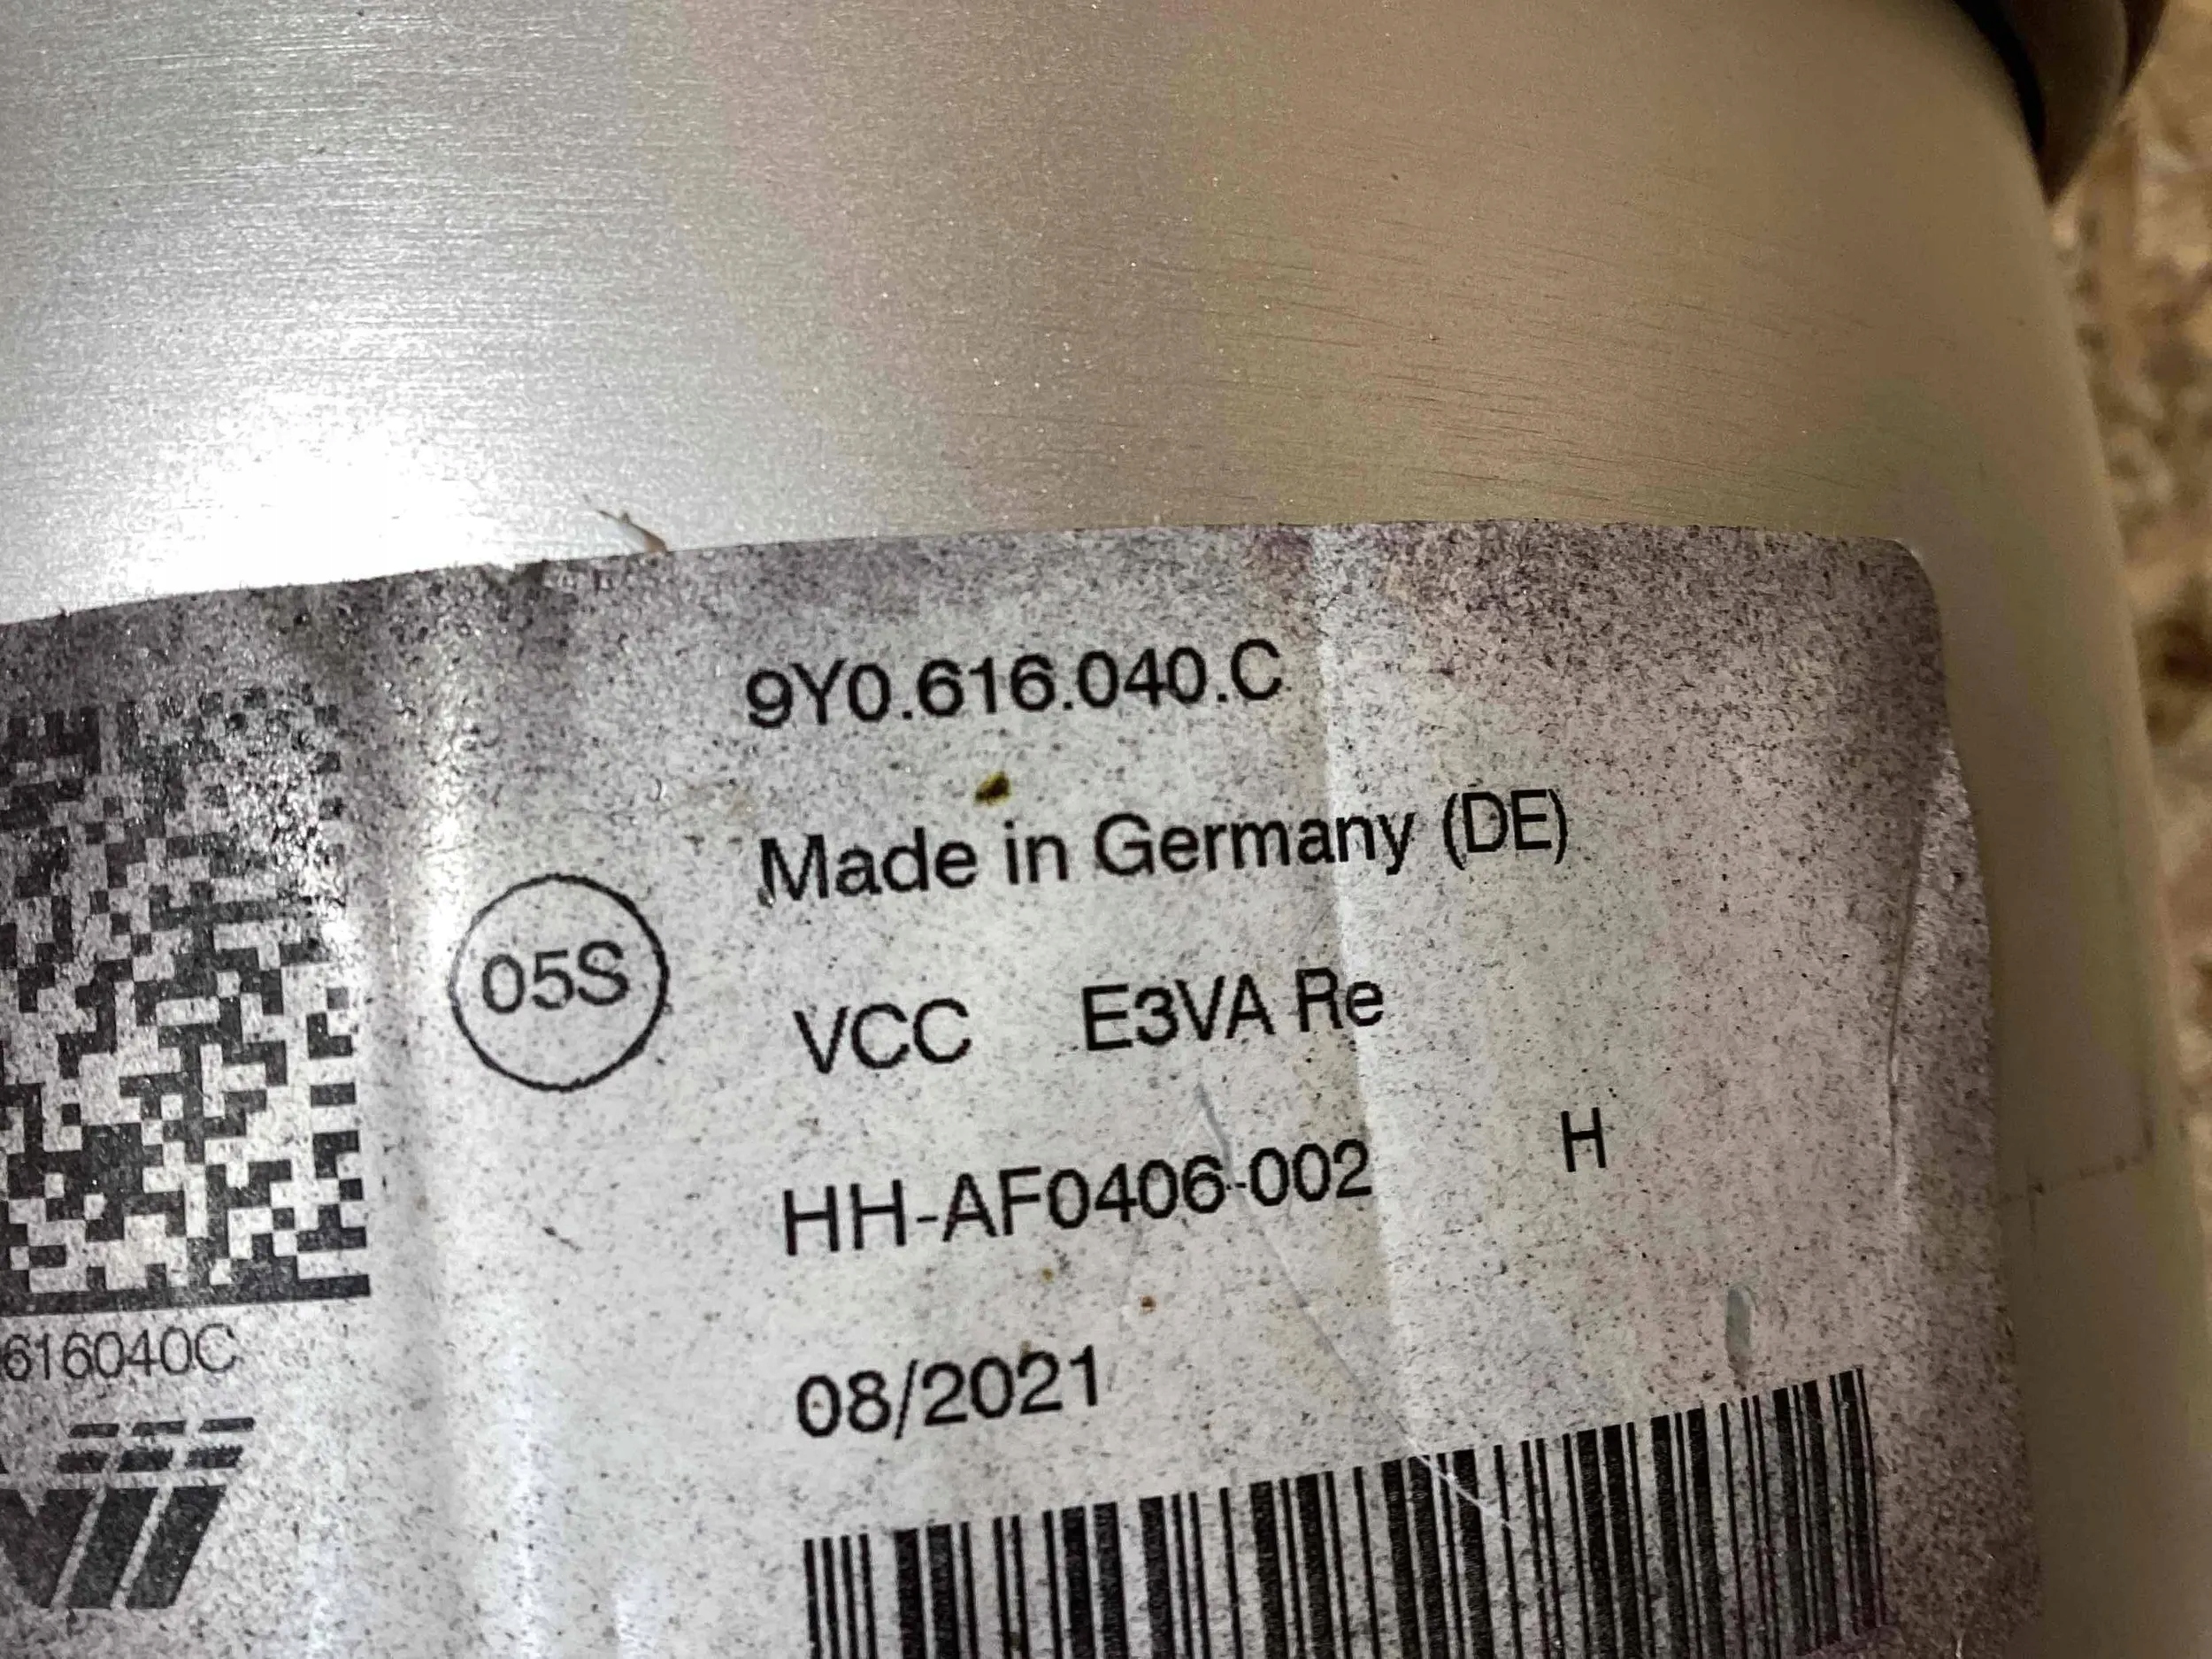 9Y0.616.040.C
Made in Germany (DE)
05S
VCC E3VA Re
HH-AF0406-002 H
616040C
08/2021